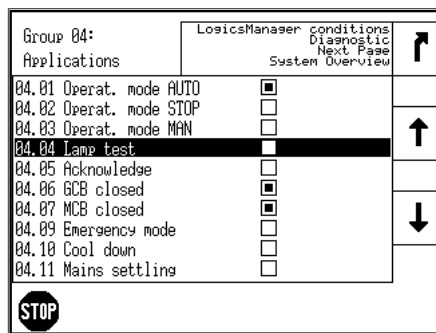 Group 04:
Applications
LogicsManager conditions
Diagnostic
Next Page
System Overview
04.01 Operat. mode AUTO
04.02 Operat. mode STOP
04.03 Operat. mode MAN
04.04 Lamp test
04.05 Acknowledge
04.06 GCB closed
04.07 MCB closed
04.09 Emergency mode
04.10 Cool down
04.11 Mains settling
STOP